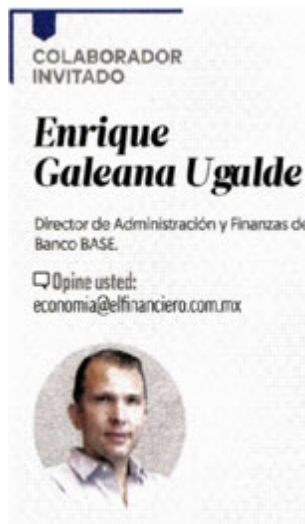 COLABORADOR
INVITADO
Enrique
Galeana Ugalde
Director de Administración y Finanzas de
Banco BASE.
Opine usted:
economia@elfinanciero.com.mx